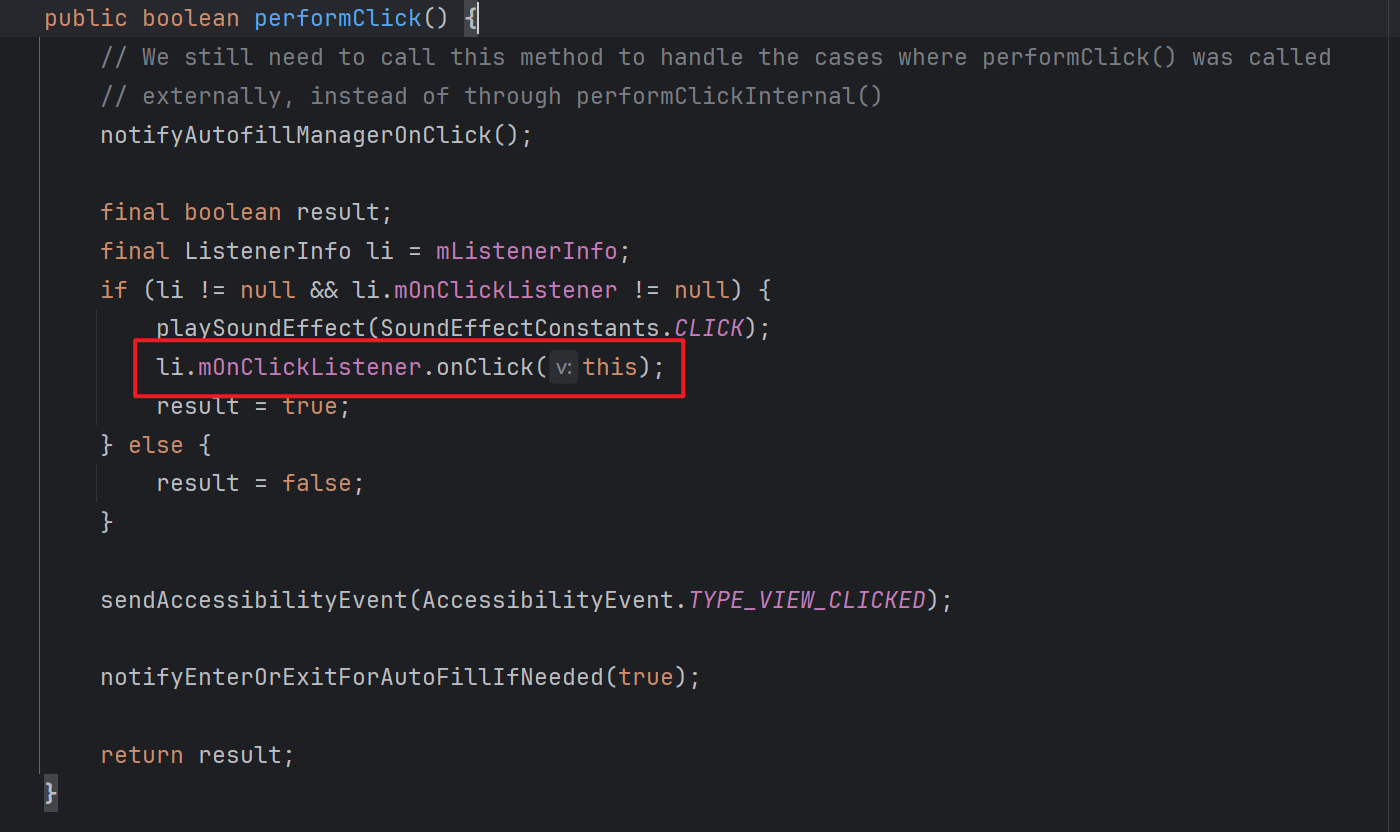 public boolean performClick() {
// We still need to call this method to handle the cases where performClick() was called
// externally, instead of through performClickInternal()
notifyAutofillManagerOnClick();
final boolean result;
final ListenerInfo li = mListenerInfo;
if (li != null && li.mOnClickListener != null) {
playSoundEffect(SoundEffectConstants.CLICK);
li.mOnClickListener.onClick( v: this);
result = true;
} else {
result = false;
}
sendAccessibilityEvent(AccessibilityEvent.TYPE_VIEW_CLICKED);
notifyEnterOrExitForAutoFillIfNeeded(true);
return result;
}